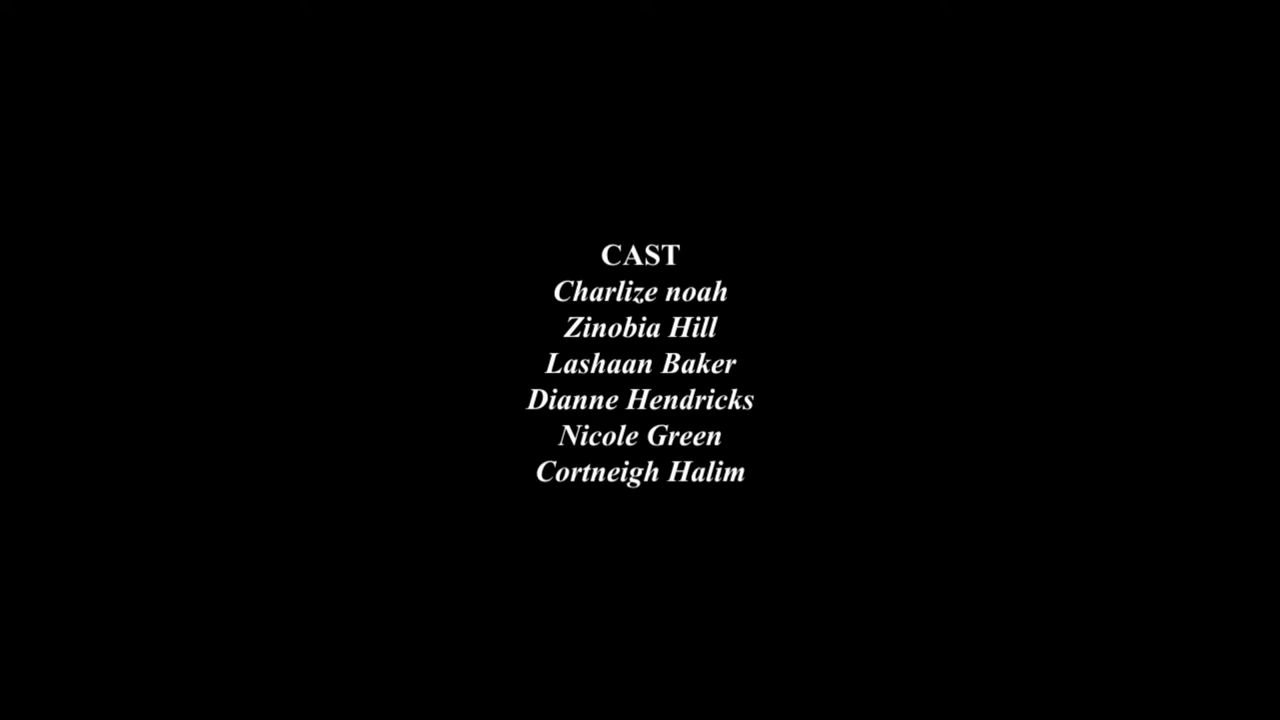 CAST
Charlize noah
Zinobia Hill
Lashaan Baker
Dianne Hendricks
Nicole Green
Cortneigh Halim